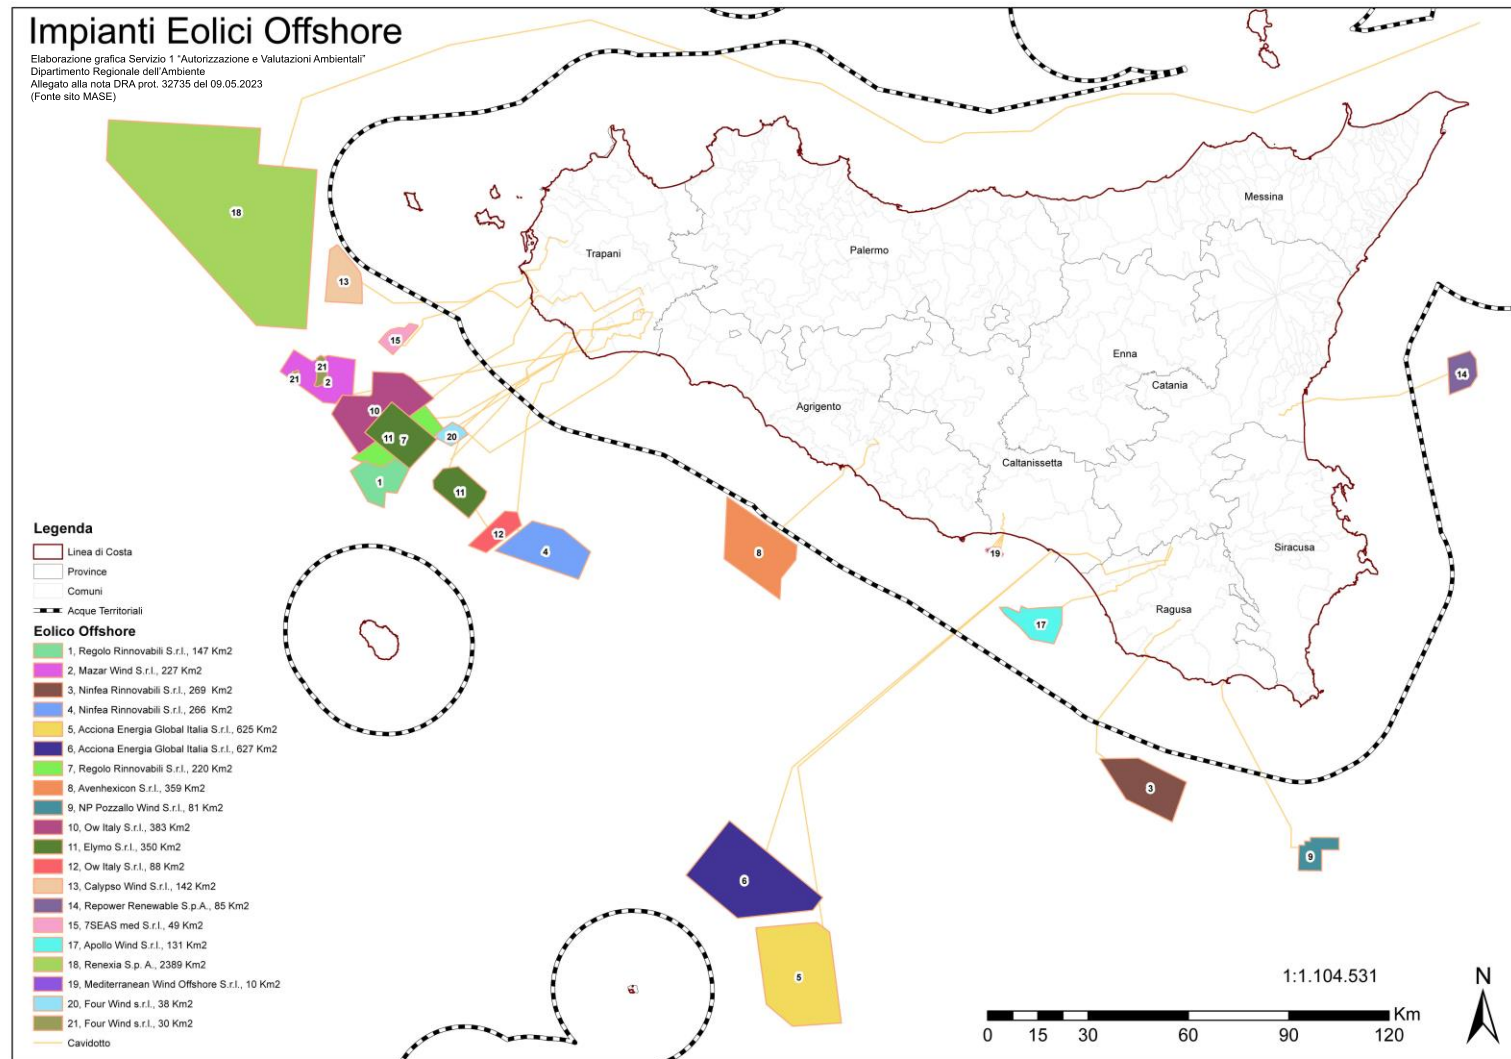 Impianti Eolici Offshore
Elaborazione grafica Servizio 1 "Autorizzazione e Valutazioni Ambientali"
Dipartimento Regionale dell'Ambiente
Allegato alla nota DRA prot. 32735 del 09.05.2023
(Fonte sito MASE)
18
13
15
21
21
2
10
11
7
20
1
11
12
4
8
19
17
14
3
9
6
5
Trapani
Palermo
Messina
Enna
Catania
Agrigento
Caltanissetta
Siracusa
Ragusa
Legenda
Linea di Costa
Province
Comuni
Acque Territoriali
Eolico Offshore
1, Regolo Rinnovabili S.r.l., 147 Km2
2, Mazar Wind S.r.l., 227 Km2
3, Ninfea Rinnovabili S.r.l., 269  Km2
4, Ninfea Rinnovabili S.r.l., 266  Km2
5, Acciona Energia Global Italia S.r.l., 625 Km2
6, Acciona Energia Global Italia S.r.l., 627 Km2
7, Regolo Rinnovabili S.r.l., 220 Km2
8, Avenhexicon S.r.l., 359 Km2
9, NP Pozzallo Wind S.r.l., 81 Km2
10, Ow Italy S.r.l., 383 Km2
11, Elymo S.r.l., 350 Km2
12, Ow Italy S.r.l., 88 Km2
13, Calypso Wind S.r.l., 142 Km2
14, Repower Renewable S.p.A., 85 Km2
15, 7SEAS med S.r.l., 49 Km2
17, Apollo Wind S.r.l., 131 Km2
18, Renexia S.p. A., 2389 Km2
19, Mediterranean Wind Offshore S.r.l., 10 Km2
20, Four Wind s.r.l., 38 Km2
21, Four Wind s.r.l., 30 Km2
Cavidotto
1:1.104.531
N
Km
0 15 30 60 90 120